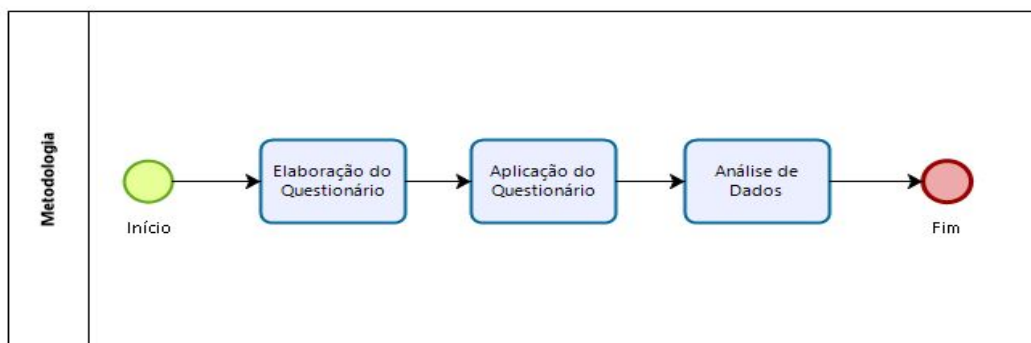 Metodologia
Início
Elaboração do
Questionário
Aplicação do
Questionário
Análise de
Dados
Fim